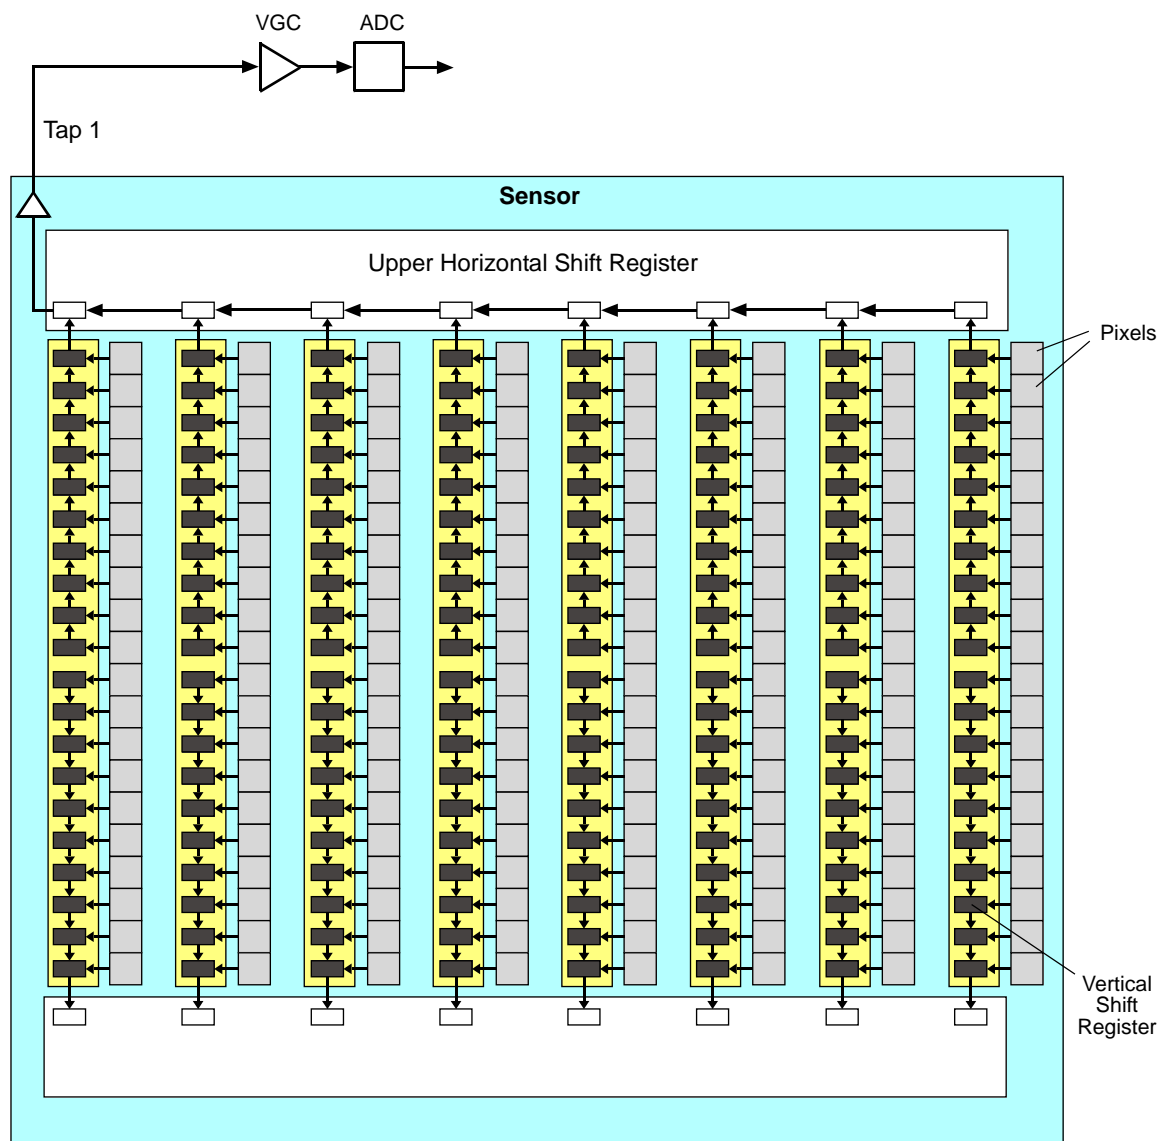 VGC
ADC
Tap 1
Sensor
Upper Horizontal Shift Register
Pixels
Vertical
Shift
Register